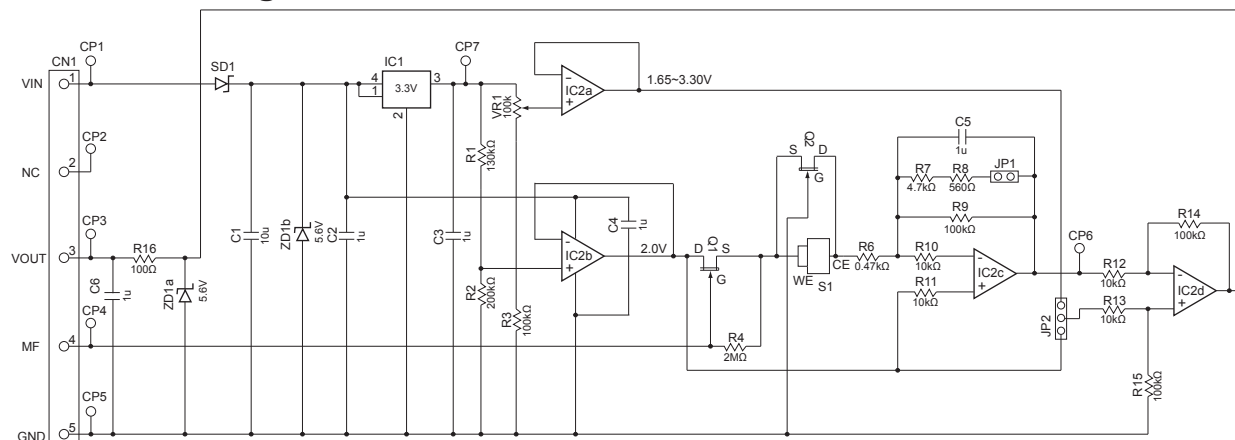 CN1
CP1
VIN
1
SD1
IC1
4
1
3.3V
3
2
CP7
VR1
100k
−
+
IC2a
1.65~3.30V
CP2
NC
2
R1
130kΩ
Q2
S
D
G
C5
1u
R7
4.7kΩ
R8
560Ω
JP1
R9
100kΩ
R14
100kΩ
CP3
VOUT
3
R16
100Ω
C6
1u
ZD1a
5.6V
C1
10u
ZD1b
5.6V
C2
1u
C3
1u
C4
1u
−
+
IC2b
2.0V
D
Q1
S
G
WE
CE
S1
R6
0.47kΩ
R10
10kΩ
R11
10kΩ
−
+
IC2c
CP6
R12
10kΩ
R13
10kΩ
−
+
IC2d
JP2
R2
200kΩ
R3
100kΩ
CP4
MF
4
R4
2MΩ
R15
100kΩ
CP5
GND
5